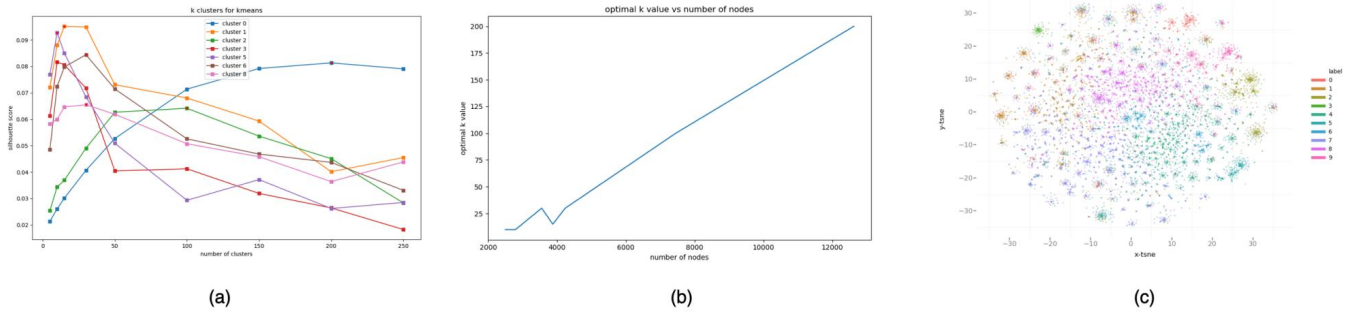 k clusters for kmeans
cluster 0
cluster 1
cluster 2
cluster 3
cluster 5
cluster 6
cluster 8
silhouette score
0.09
0.08
0.07
0.06
0.05
0.04
0.03
0.02
0 50 100 150 200 250
number of clusters
(a)
optimal k value vs number of nodes
optimal k value
200
175
150
125
100
75
50
25
2000 4000 6000 8000 10000 12000
number of nodes
(b)
y-tsne
30
20
10
0
−10
−20
−30
−30 −20 −10 0 10 20 30
x-tsne
label
0
1
2
3
4
5
6
7
8
9
(c)